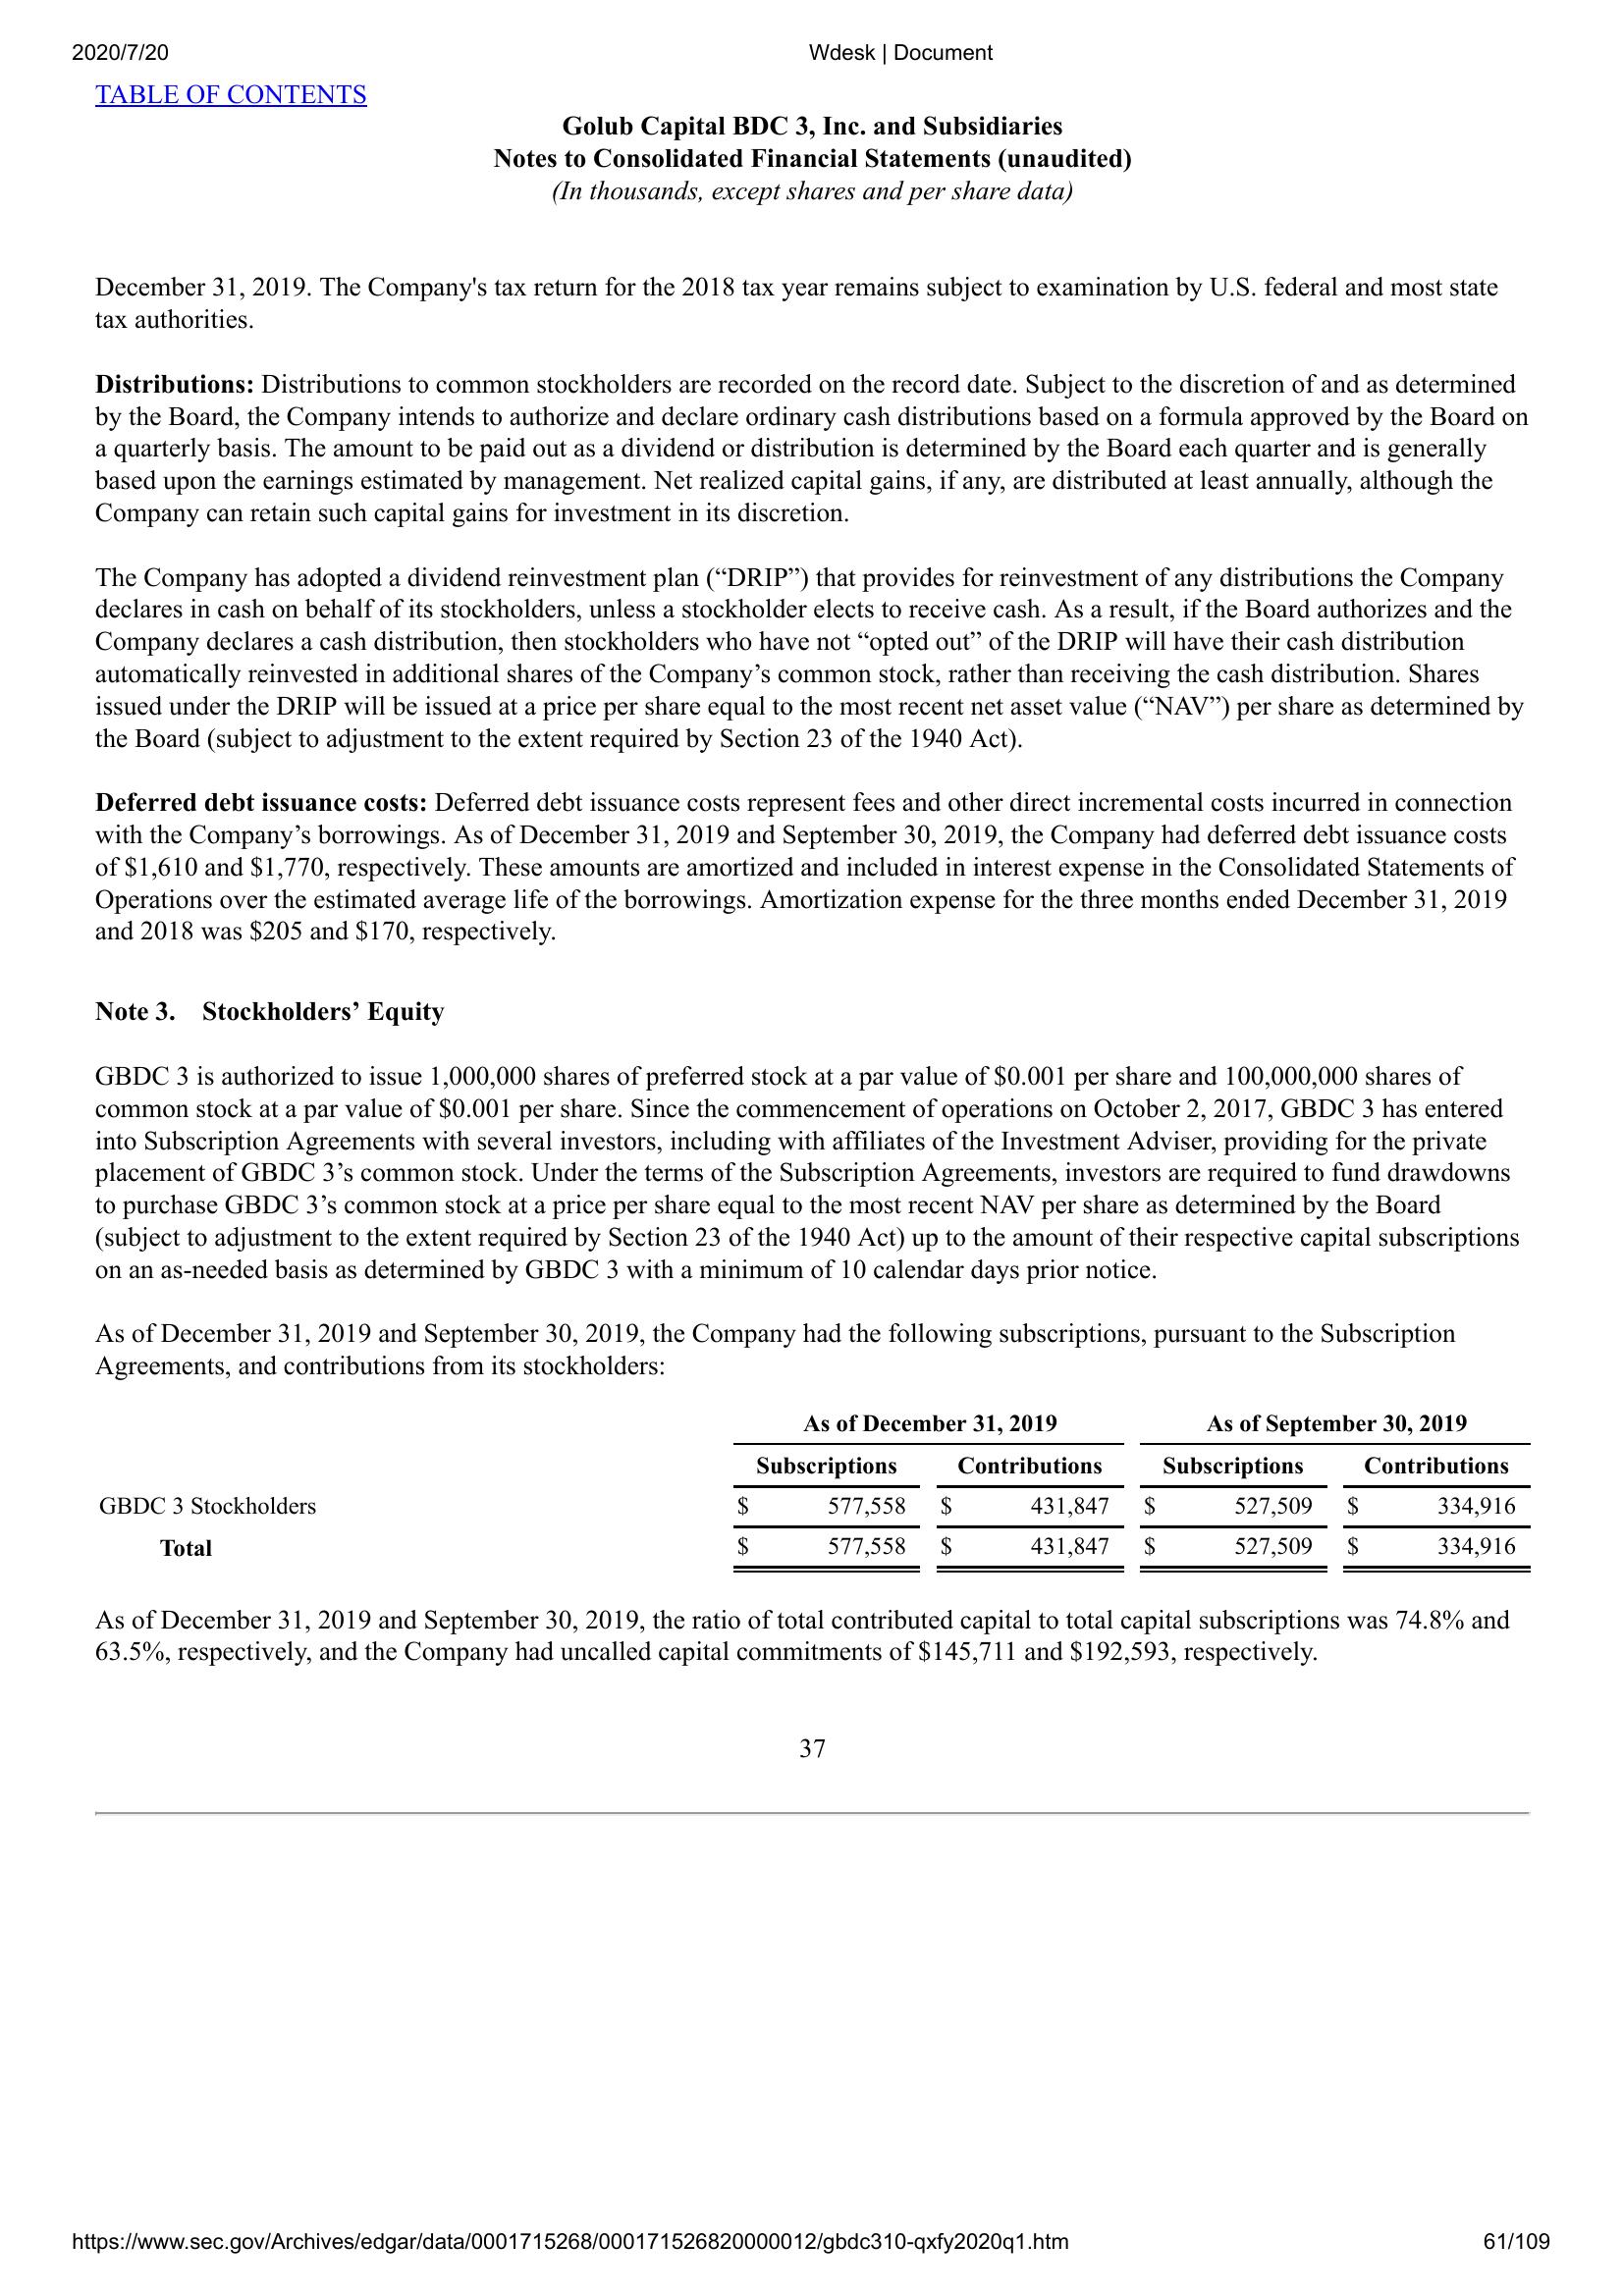 2020/7/20 Wdesk | Document
TABLE OF CONTENTS
Golub Capital BDC 3, Inc. and Subsidiaries
Notes to Consolidated Financial Statements (unaudited)
(In thousands, except shares and per share data)
December 31, 2019. The Company's tax return for the 2018 tax year remains subject to examination by U.S. federal and most state
tax authorities.
Distributions: Distributions to common stockholders are recorded on the record date. Subject to the discretion of and as determined
by the Board, the Company intends to authorize and declare ordinary cash distributions based on a formula approved by the Board on
a quarterly basis. The amount to be paid out as a dividend or distribution is determined by the Board each quarter and is generally
based upon the earnings estimated by management. Net realized capital gains, if any, are distributed at least annually, although the
Company can retain such capital gains for investment in its discretion.
The Company has adopted a dividend reinvestment plan (“DRIP”) that provides for reinvestment of any distributions the Company
declares in cash on behalf of its stockholders, unless a stockholder elects to receive cash. As a result, if the Board authorizes and the
Company declares a cash distribution, then stockholders who have not “opted out” of the DRIP will have their cash distribution
automatically reinvested in additional shares of the Company’s common stock, rather than receiving the cash distribution. Shares
issued under the DRIP will be issued at a price per share equal to the most recent net asset value (“NAV”) per share as determined by
the Board (subject to adjustment to the extent required by Section 23 of the 1940 Act).
Deferred debt issuance costs: Deferred debt issuance costs represent fees and other direct incremental costs incurred in connection
with the Company’s borrowings. As of December 31, 2019 and September 30, 2019, the Company had deferred debt issuance costs
of $1,610 and $1,770, respectively. These amounts are amortized and included in interest expense in the Consolidated Statements of
Operations over the estimated average life of the borrowings. Amortization expense for the three months ended December 31, 2019
and 2018 was $205 and $170, respectively.
Note 3. Stockholders’ Equity
GBDC 3 is authorized to issue 1,000,000 shares of preferred stock at a par value of $0.001 per share and 100,000,000 shares of
common stock at a par value of $0.001 per share. Since the commencement of operations on October 2, 2017, GBDC 3 has entered
into Subscription Agreements with several investors, including with affiliates of the Investment Adviser, providing for the private
placement of GBDC 3’s common stock. Under the terms of the Subscription Agreements, investors are required to fund drawdowns
to purchase GBDC 3’s common stock at a price per share equal to the most recent NAV per share as determined by the Board
(subject to adjustment to the extent required by Section 23 of the 1940 Act) up to the amount of their respective capital subscriptions
on an as-needed basis as determined by GBDC 3 with a minimum of 10 calendar days prior notice.
As of December 31, 2019 and September 30, 2019, the Company had the following subscriptions, pursuant to the Subscription
Agreements, and contributions from its stockholders:
As of December 31, 2019 As of September 30, 2019
Subscriptions Contributions Subscriptions Contributions
GBDC 3 Stockholders $ 577,558 $ 431,847 $ 527,509 $ 334,916
Total $ 577,558 $ 431,847 $ 527,509 $ 334,916
As of December 31, 2019 and September 30, 2019, the ratio of total contributed capital to total capital subscriptions was 74.8% and
63.5%, respectively, and the Company had uncalled capital commitments of $145,711 and $192,593, respectively.
37
https://www.sec.gov/Archives/edgar/data/0001715268/000171526820000012/gbdc310-qxfy2020q1.htm 61/109